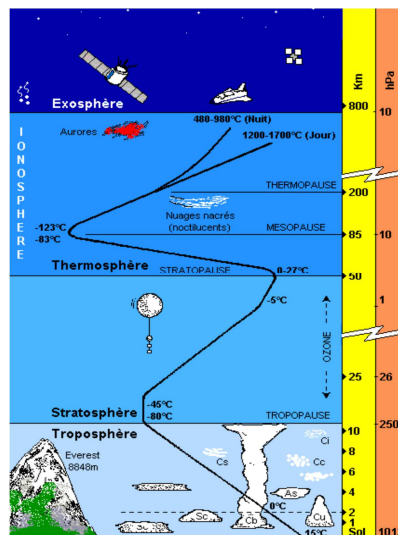 Km
hPa
Exosphère
800
10
480-980°C (Nuit)
1200-1700°C (Jour)
Aurores
IONOSPHERE
THERMOPAUSE
200
Nuages nacrés
(noctilucents)
-123°C
-83°C
MESOPAUSE
85
10
Thermosphère
STRATOPAUSE
0-27°C
50
-5°C
1
OZONE
25
26
-45°C
-80°C
Stratosphère
TROPOPAUSE
250
Troposphère
10
Ci
Everest
8848m
Cs
Cc
8
6
As
4
0°C
2
Sc
Cb
Cu
1
15°C
Sol
101